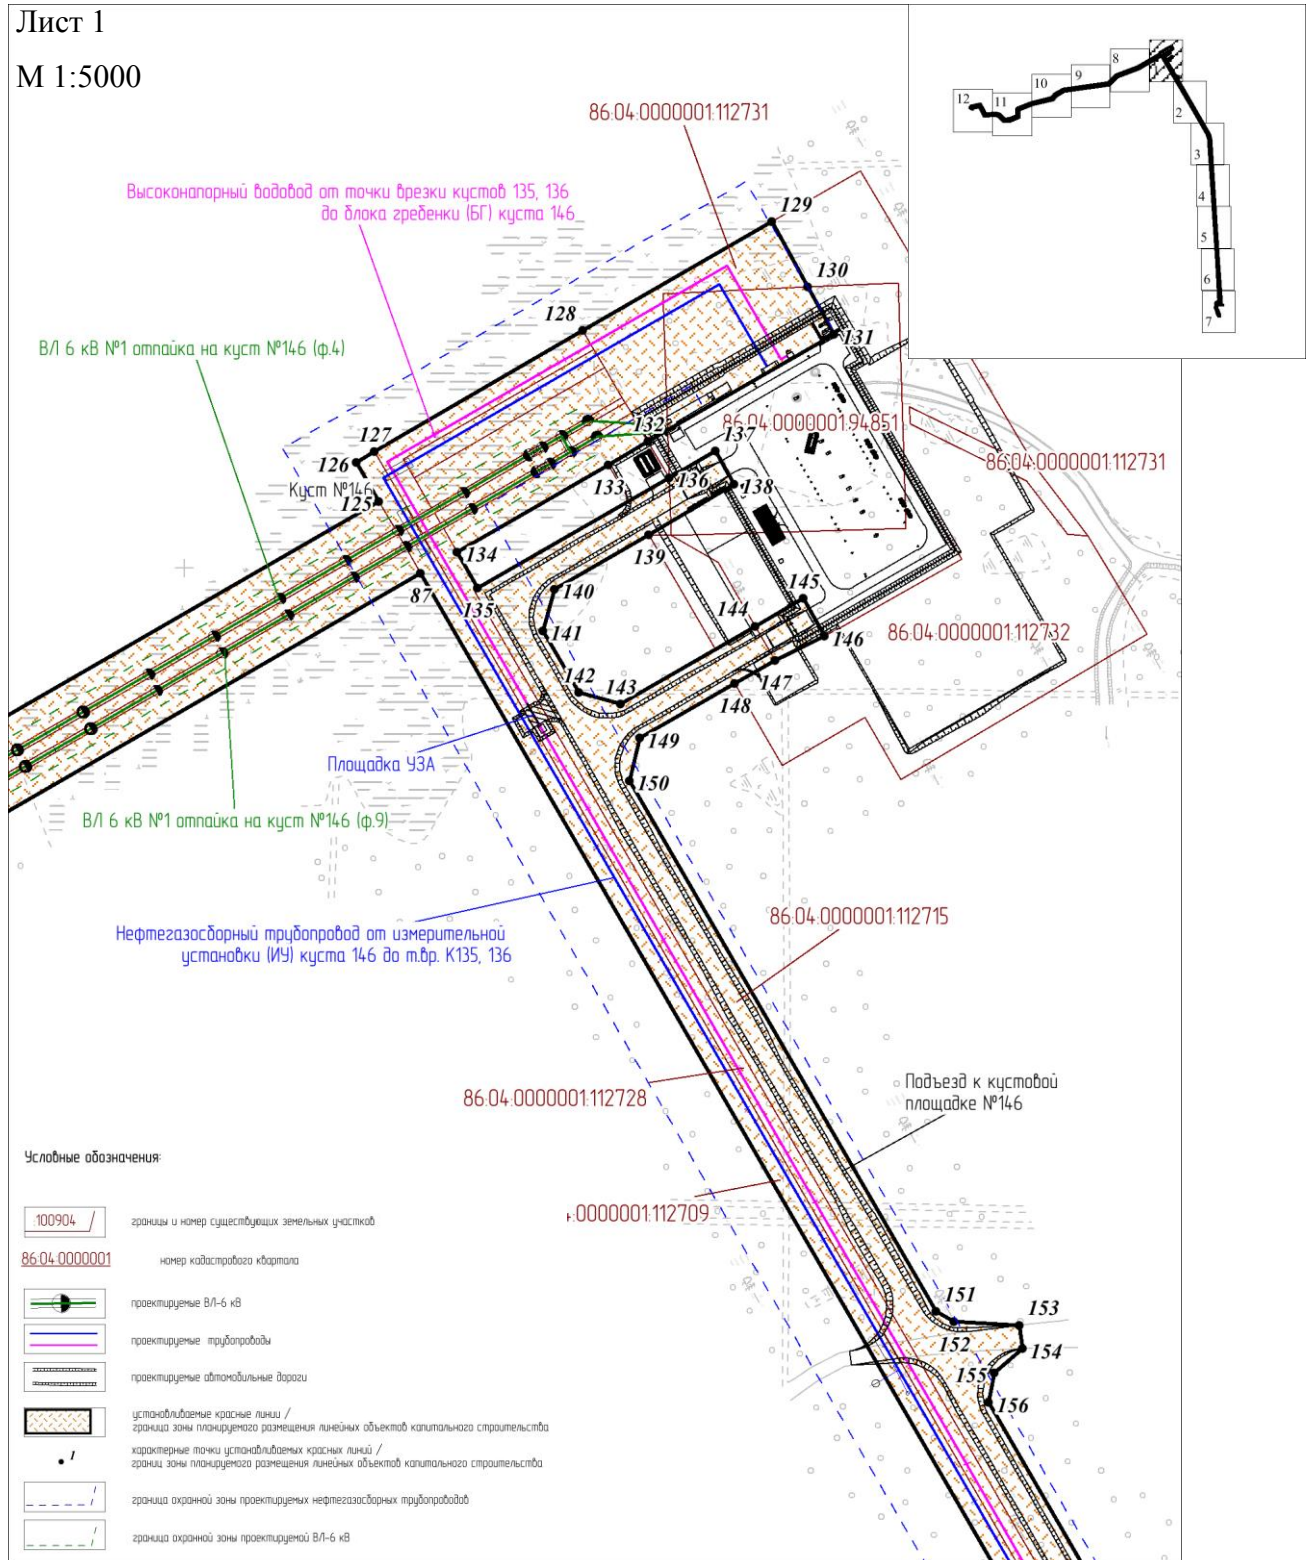 Лист 1
М 1:5000
8
9
10
11
12
2
3
4
5
6
7
86:04:0000001:112731
Высоконапорный водовод от точки врезки кустов 135, 136
до блока гребенки (БГ) куста 146
129
130
128
131
ВЛ 6 кВ №1 отпайка на куст №146 (ф.4)
132
86:04:0000001:94851
127
137
126
86:04:0000001:112731
133
136
138
Куст №146
125
139
134
87
135
140
145
144
141
86:04:0000001:112732
146
142
147
143
148
149
Площадка УЗА
150
ВЛ 6 кВ №1 отпайка на куст №146 (ф.9)
86:04:0000001:112715
Нефтегазосборный трубопровод от измерительной
установки (ИУ) куста 146 до т.вр. К135, 136
Подъезд к кустовой
площадке №146
86:04:0000001:112728
:0000001:112709
151
153
152
154
155
156
Условные обозначения:
:100904
границы и номер существующих земельных участков
86:04:0000001
номер кадастрового квартала
проектируемые ВЛ-6 кВ
проектируемые трубопроводы
проектируемые автомобильные дороги
устанавливаемые красные линии /
граница зоны планируемого размещения линейных объектов капитального строительства
1
характерные точки устанавливаемых красных линий /
границ зоны планируемого размещения линейных объектов капитального строительства
граница охранной зоны проектируемых нефтегазосборных трубопроводов
граница охранной зоны проектируемой ВЛ-6 кВ